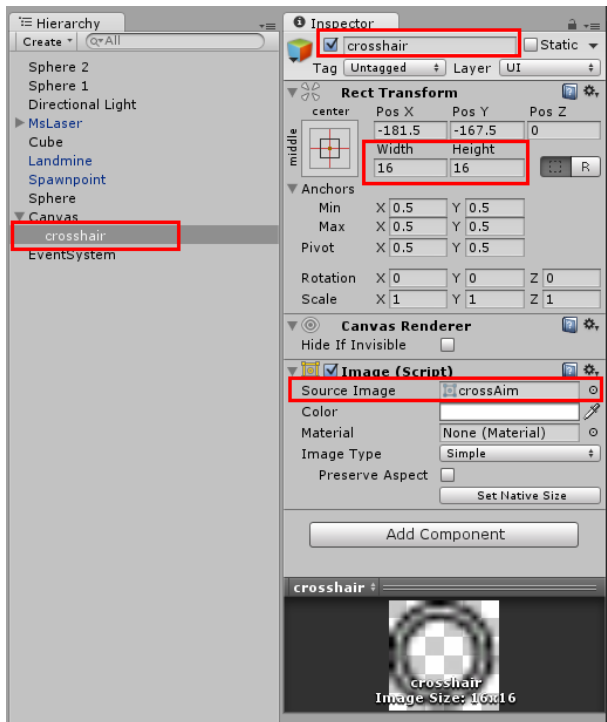 Hierarchy
Create
All
Sphere 2
Sphere 1
Directional Light
MsLaser
Cube
Landmine
Spawnpoint
Sphere
Canvas
crosshair
EventSystem
Inspector
crosshair Static
Tag Untagged Layer UI
Rect Transform
center Pos X Pos Y Pos Z
-181.5 -167.5 0
middle
Width Height
16 16 R
Anchors
Min X 0.5 Y 0.5
Max X 0.5 Y 0.5
Pivot X 0.5 Y 0.5
Rotation X 0 Y 0 Z 0
Scale X 1 Y 1 Z 1
Canvas Renderer
Hide If Invisible
Image (Script)
Source Image crossAim
Color
Material None (Material)
Image Type Simple
Preserve Aspect
Set Native Size
Add Component
crosshair
crosshair
Image Size: 16x16